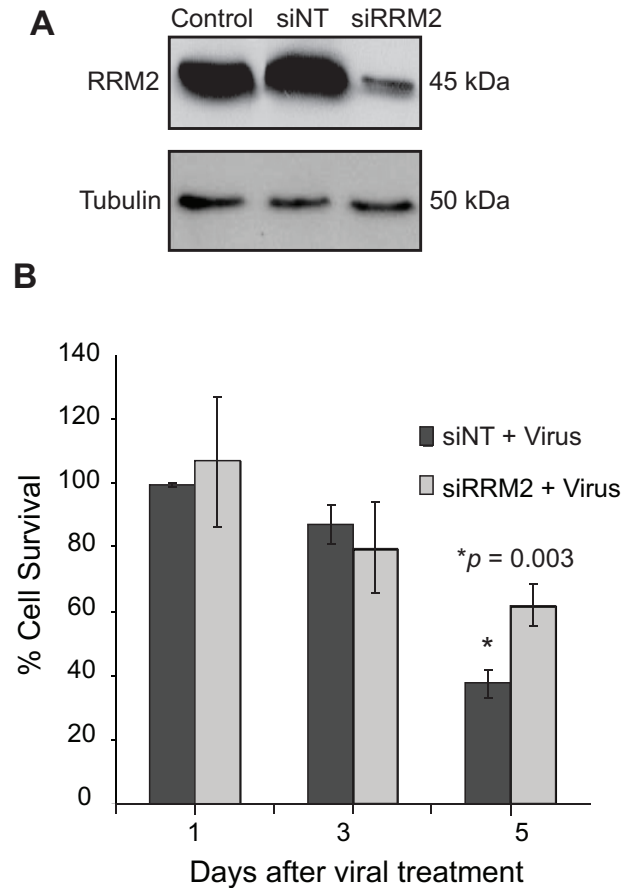 A
Control siNT siRRM2
RRM2
45 kDa
Tubulin
50 kDa
B
140
120
100
80
60
40
20
0
% Cell Survival
siNT + Virus
siRRM2 + Virus
*p = 0.003
*
1 3 5
Days after viral treatment